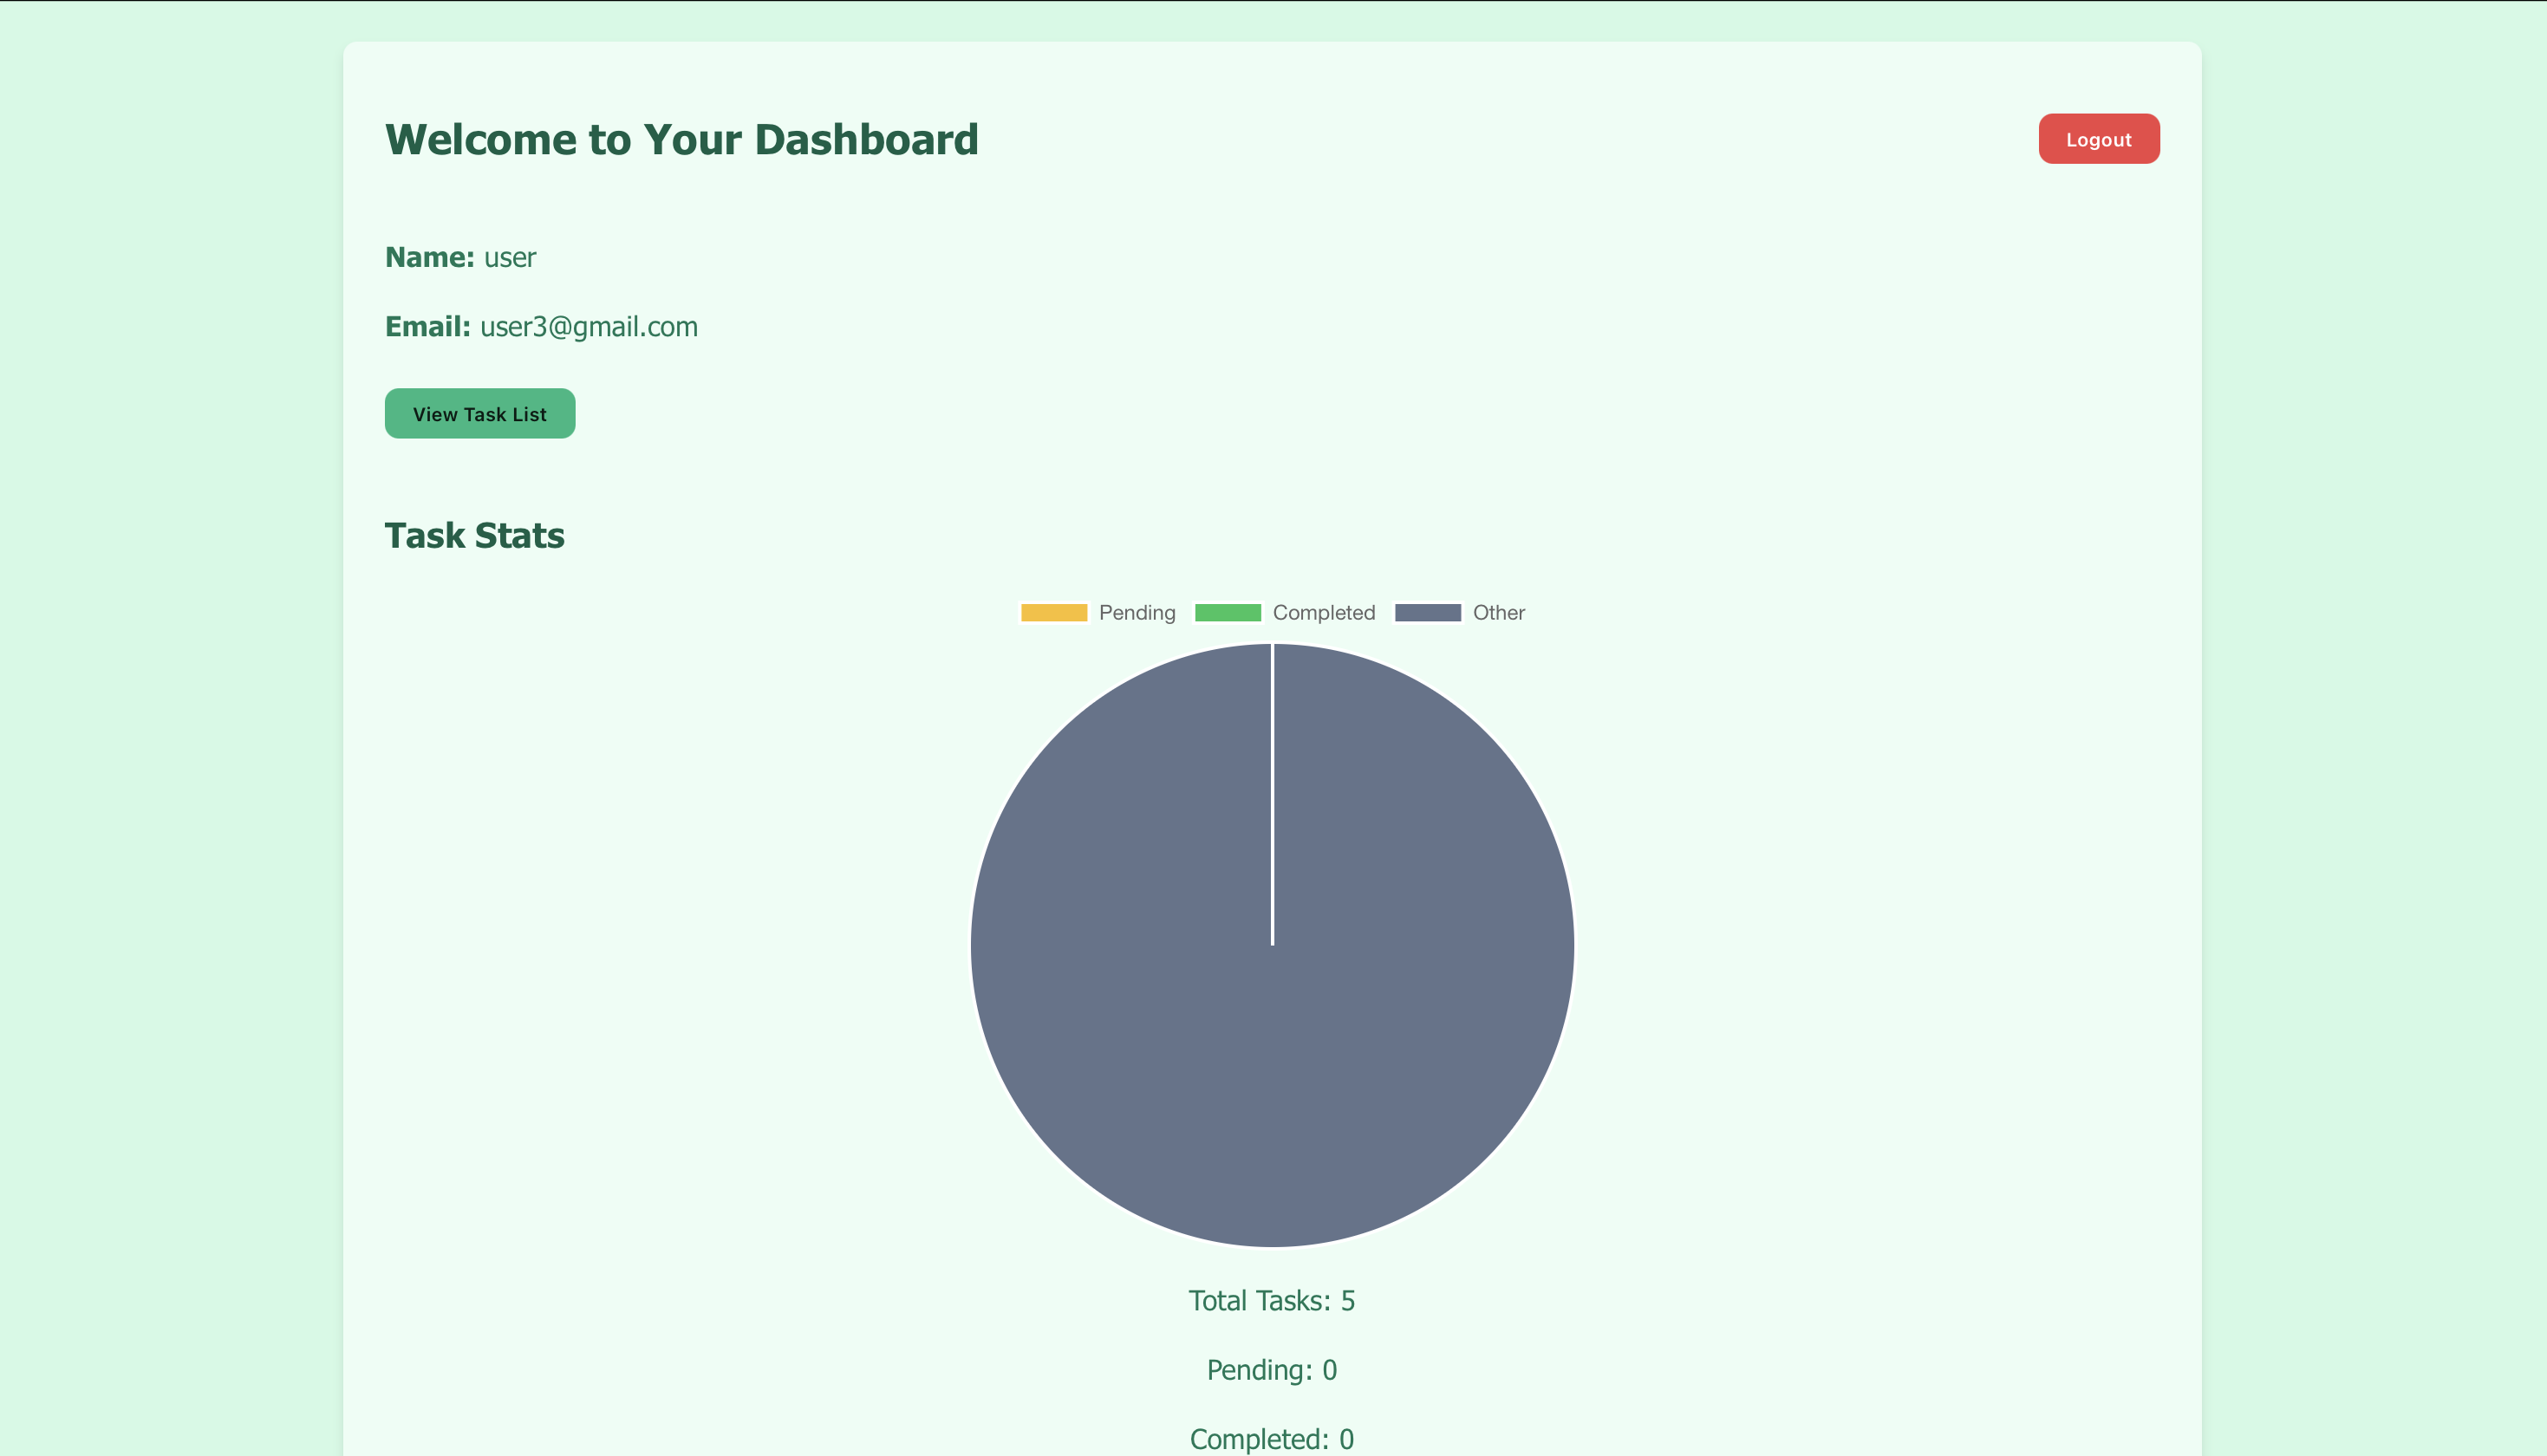 Welcome to Your Dashboard
Logout
Name: user
Email: user3@gmail.com
View Task List
Task Stats
Pending Completed Other
Total Tasks: 5
Pending: 0
Completed: 0